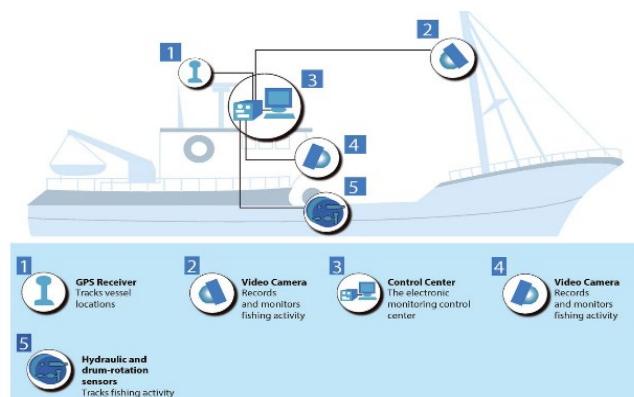 1
2
3
4
5
1
GPS Receiver
Tracks vessel
locations
2
Video Camera
Records
and monitors
fishing activity
3
Control Center
The electronic
monitoring control
center
4
Video Camera
Records
and monitors
fishing activity
5
Hydraulic and
drum-rotation
sensors
Tracks fishing activity